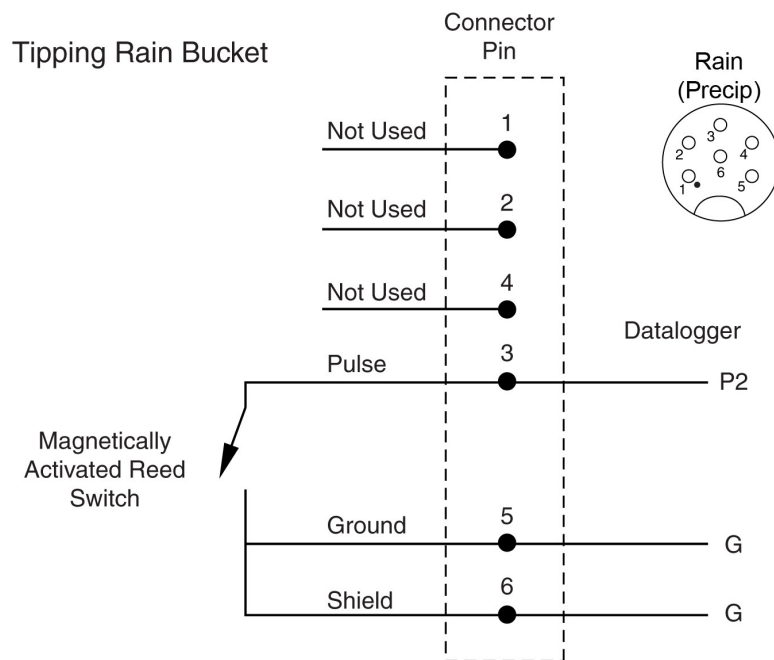 Tipping Rain Bucket
Connector
Pin
Rain
(Precip)
Not Used
1
3
2
4
6
1
5
Not Used
2
Not Used
4
Datalogger
Pulse
3
P2
Magnetically
Activated Reed
Switch
Ground
5
G
Shield
6
G